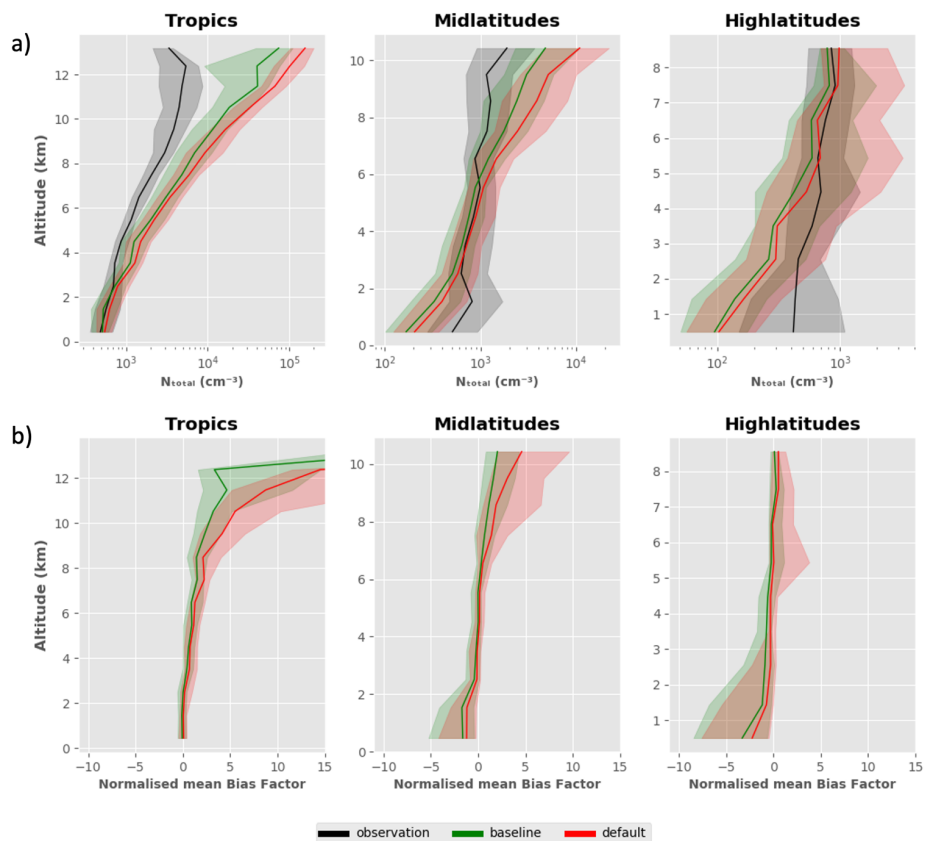 a)
Tropics
Midlatitudes
Highlatitudes
Altitude (km)
12
10
8
6
4
2
0
10³
10⁴
10⁵
Nₜₒₜₐₗ (cm⁻³)
10
8
6
4
2
0
10²
10³
10⁴
Nₜₒₜₐₗ (cm⁻³)
8
7
6
5
4
3
2
1
10²
10³
Nₜₒₜₐₗ (cm⁻³)
b)
Tropics
Midlatitudes
Highlatitudes
Altitude (km)
12
10
8
6
4
2
0
−10 −5 0 5 10 15
Normalised mean Bias Factor
10
8
6
4
2
0
−10 −5 0 5 10 15
Normalised mean Bias Factor
8
7
6
5
4
3
2
1
−10 −5 0 5 10 15
Normalised mean Bias Factor
observation baseline default